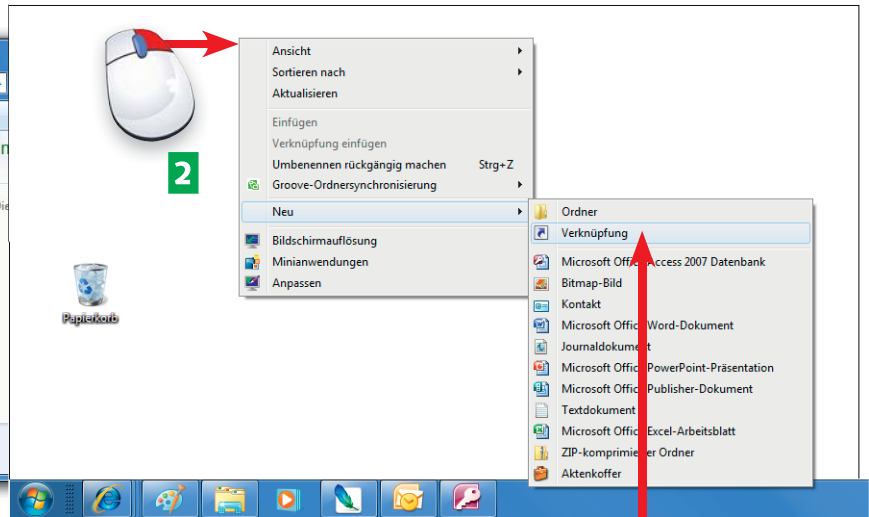 Ansicht
Sortieren nach
Aktualisieren
Einfügen
Verknüpfung einfügen
Umbenennen rückgängig machen Strg+Z
Groove-Ordnersynchronisierung
Neu
Bildschirmauflösung
Minianwendungen
Anpassen
2
Papierkorb
Ordner
Verknüpfung
Microsoft Office Access 2007 Datenbank
Bitmap-Bild
Kontakt
Microsoft Office Word-Dokument
Journaldokument
Microsoft Office PowerPoint-Präsentation
Microsoft Office Publisher-Dokument
Textdokument
Microsoft Office Excel-Arbeitsblatt
ZIP-komprimierter Ordner
Aktenkoffer